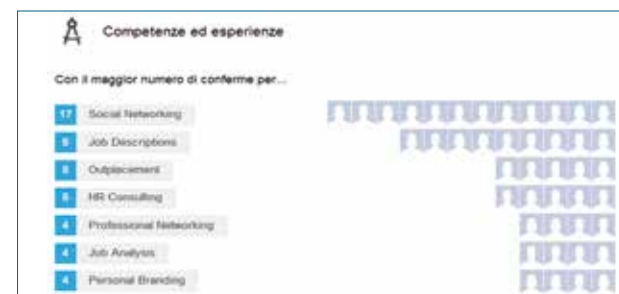 Competenze ed esperienze
Con il maggior numero di conferme per...
17 Social Networking
9 Job Descriptions
Outplacement
HR Consulting
4 Professional Networking
4 Job Analysis
4 Personal Branding